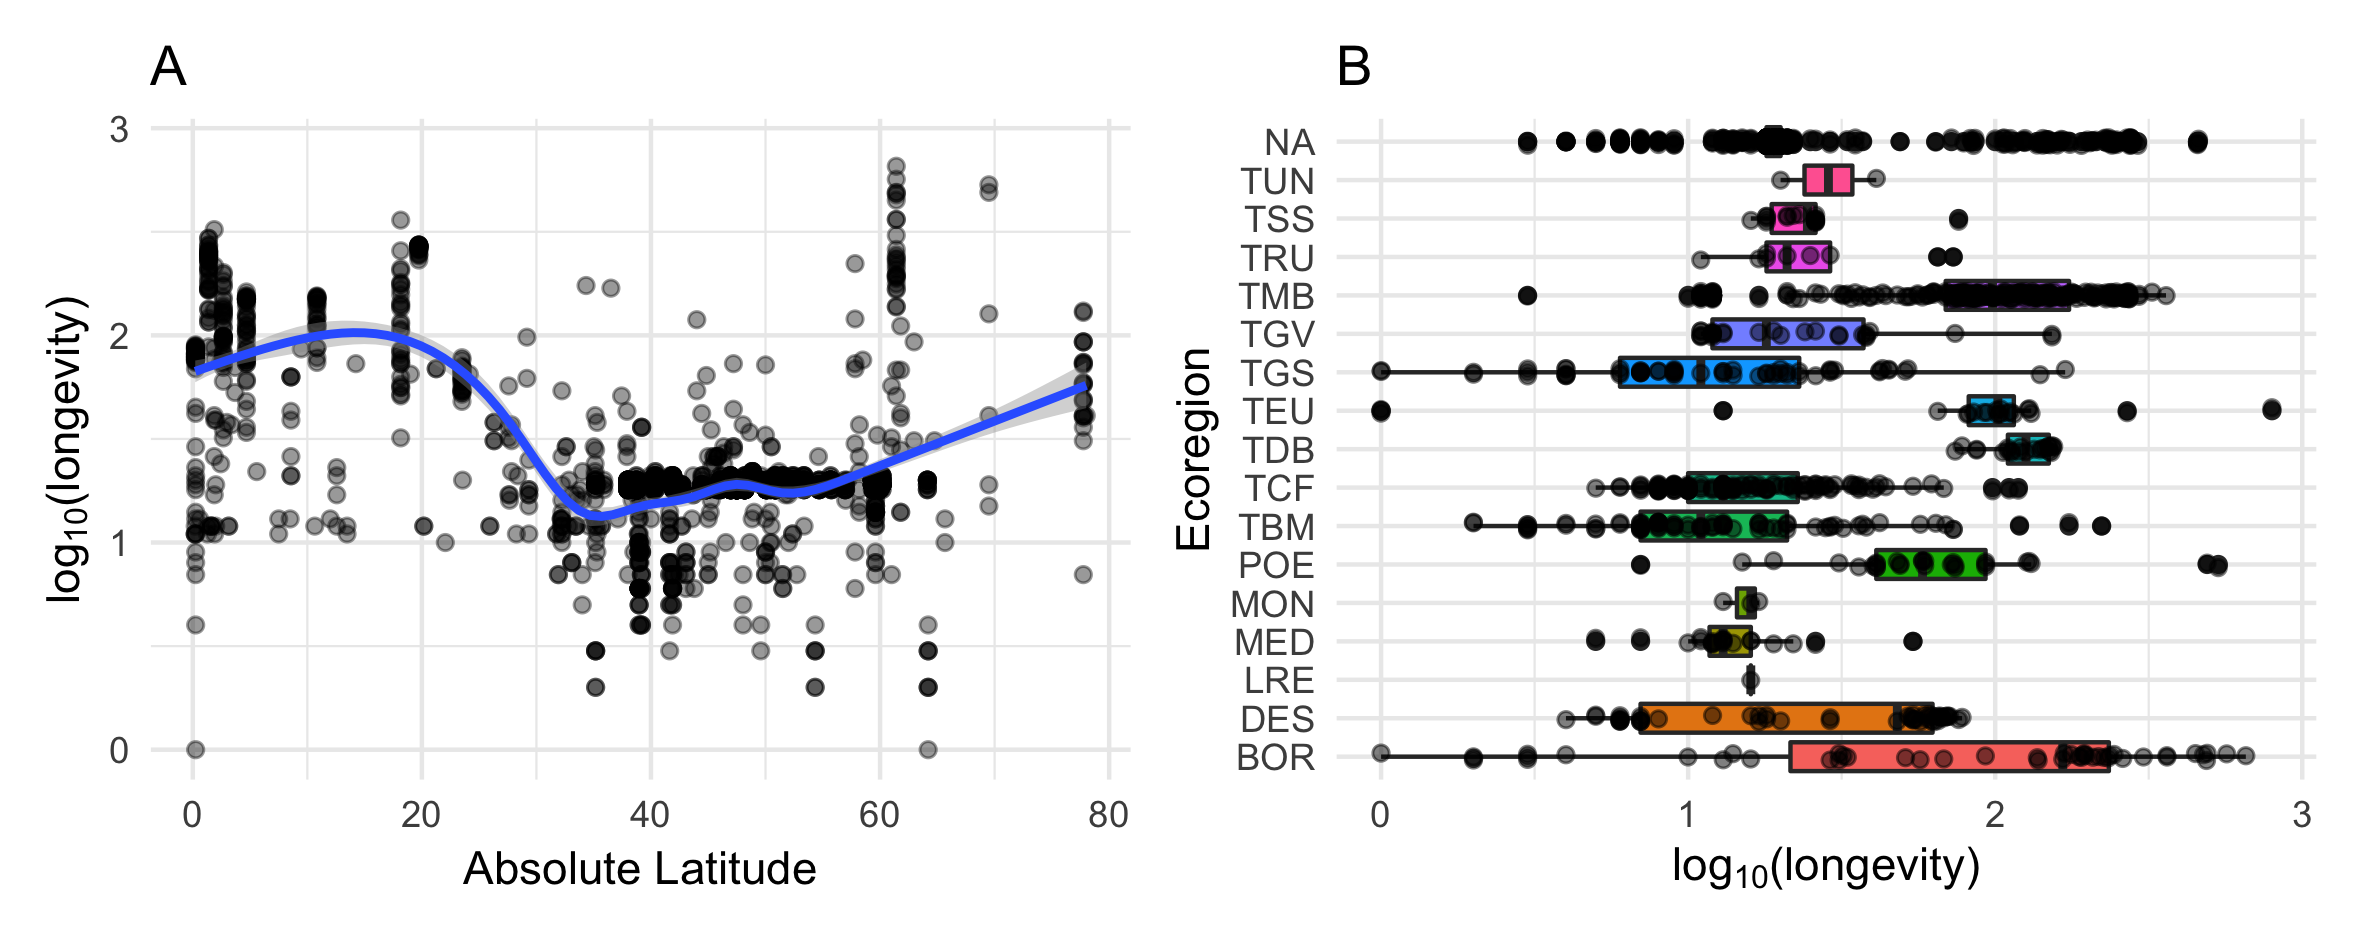 A
log10(longevity)
3
2
1
0
0 20 40 60 80
Absolute Latitude
B
Ecoregion
NA
TUN
TSS
TRU
TMB
TGV
TGS
TEU
TDB
TCF
TBM
POE
MON
MED
LRE
DES
BOR
0 1 2 3
log10(longevity)